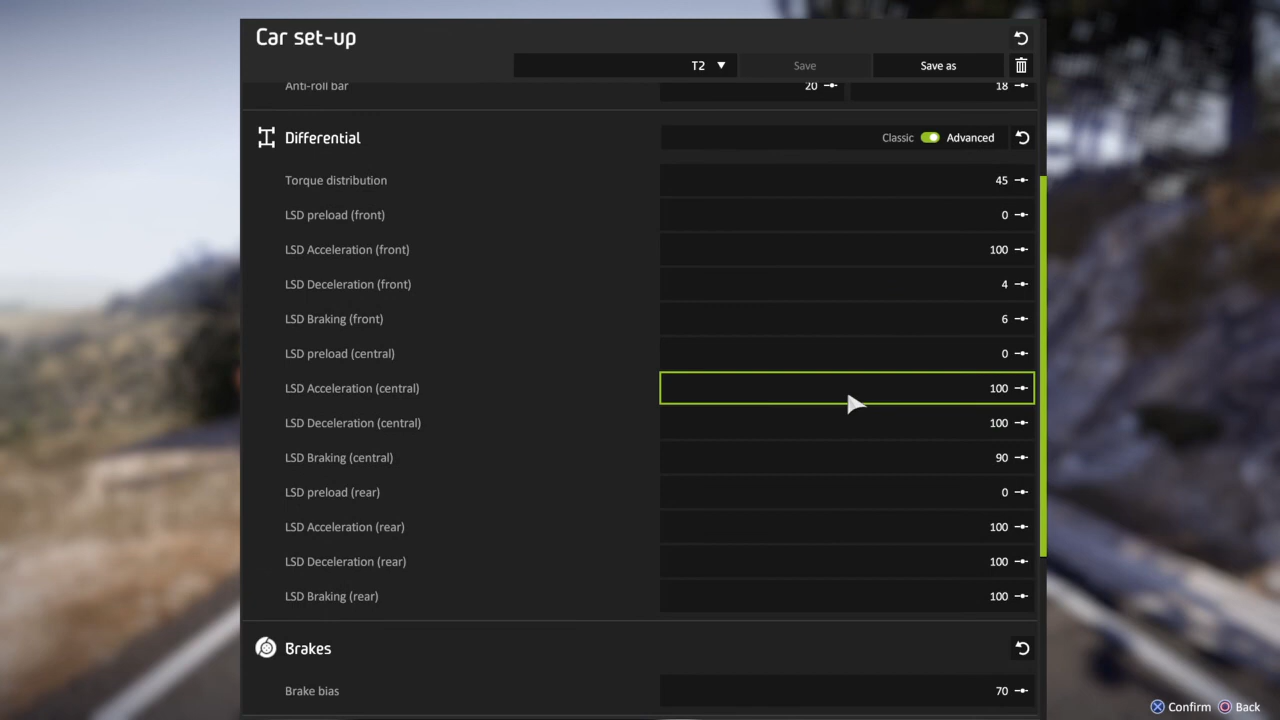 Car set-up
T2 Save Save as
Anti-roll bar 20 18
Differential Classic Advanced
Torque distribution 45
LSD preload (front) 0
LSD Acceleration (front) 100
LSD Deceleration (front) 4
LSD Braking (front) 6
LSD preload (central) 0
LSD Acceleration (central) 100
LSD Deceleration (central) 100
LSD Braking (central) 90
LSD preload (rear) 0
LSD Acceleration (rear) 100
LSD Deceleration (rear) 100
LSD Braking (rear) 100
Brakes
Brake bias 70
Confirm Back